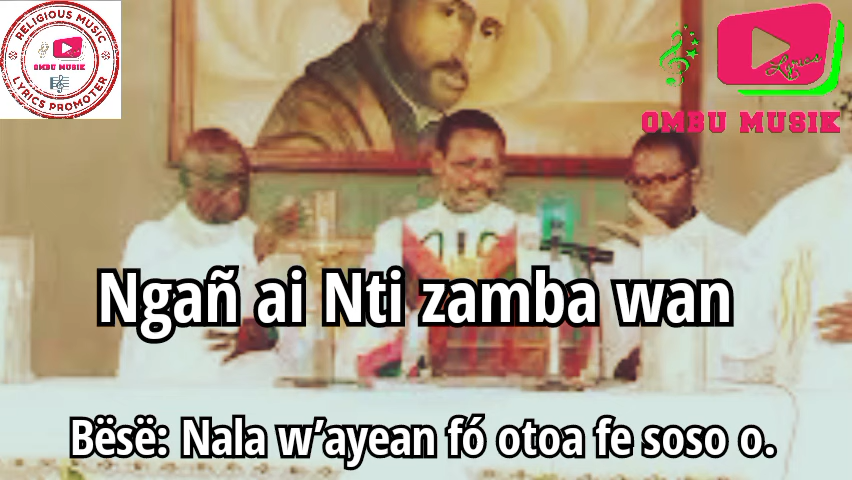 RELIGIOUS MUSIC
OMBU MUSIK
LYRICS PROMOTER
Lyrics
OMBU MUSIK
Ngañ ai Nti zamba wan
Bësë: Nala w'ayean fó otoa fe soso o.